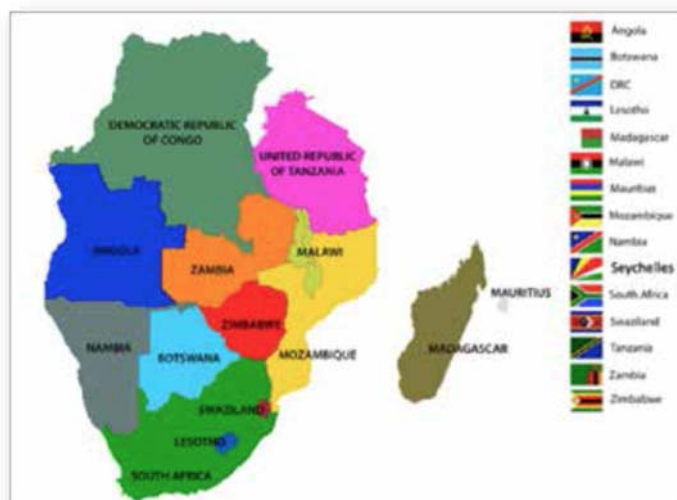 DEMOCRATIC REPUBLIC
OF CONGO
UNITED REPUBLIC
OF TANZANIA
ANGOLA
ZAMBIA
MALAWI
ZIMBABWE
NAMBIA
BOTSWANA
MOZAMBIQUE
MADAGASCAR
MAURITIUS
SWAZILAND
LESOTHO
SOUTH AFRICA
Angola
Botswana
DRC
Lesotho
Madagascar
Malawi
Mauritius
Mozambique
Nambia
Seychelles
South Africa
Swaziland
Tanzania
Zambia
Zimbabwe